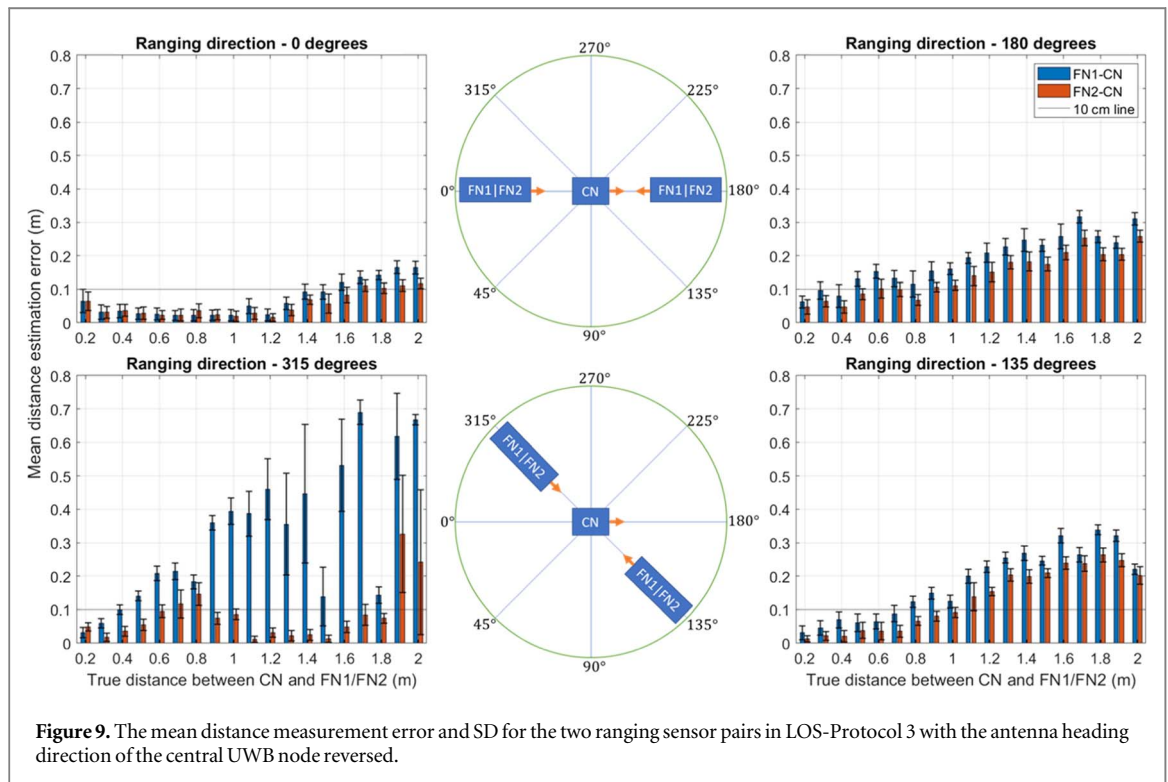 Ranging direction - 0 degrees
0.8
0.7
0.6
0.5
0.4
0.3
0.2
0.1
0
0.2 0.4 0.6 0.8 1 1.2 1.4 1.6 1.8 2
270°
315° 225°
0° FN1|FN2 CN FN1|FN2 180°
45° 135°
90°
Ranging direction - 180 degrees
0.8
0.7
0.6
0.5
0.4
0.3
0.2
0.1
0
FN1-CN
FN2-CN
10 cm line
0.2 0.4 0.6 0.8 1 1.2 1.4 1.6 1.8 2
Mean distance estimation error (m)
Ranging direction - 315 degrees
0.8
0.7
0.6
0.5
0.4
0.3
0.2
0.1
0
0.2 0.4 0.6 0.8 1 1.2 1.4 1.6 1.8 2
True distance between CN and FN1/FN2 (m)
270°
315° 225°
FN1|FN2
0° CN 180°
FN1|FN2
45° 135°
90°
Ranging direction - 135 degrees
0.8
0.7
0.6
0.5
0.4
0.3
0.2
0.1
0
0.2 0.4 0.6 0.8 1 1.2 1.4 1.6 1.8 2
True distance between CN and FN1/FN2 (m)
Figure 9. The mean distance measurement error and SD for the two ranging sensor pairs in LOS-Protocol 3 with the antenna heading
direction of the central UWB node reversed.